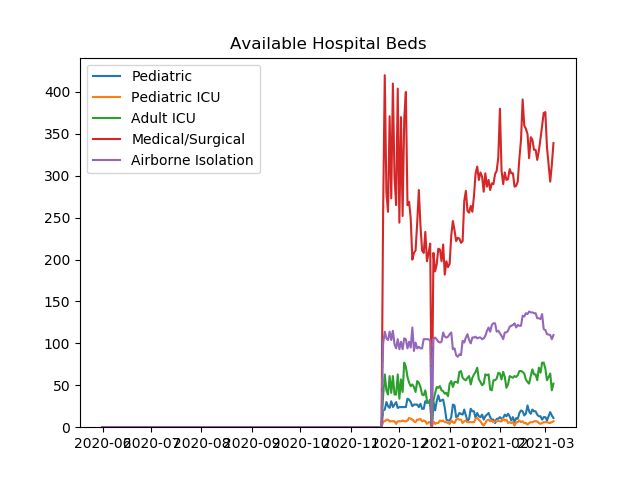 Available Hospital Beds
Pediatric
Pediatric ICU
Adult ICU
Medical/Surgical
Airborne Isolation
400
350
300
250
200
150
100
50
0
2020-06 2020-07 2020-08 2020-09 2020-10 2020-11 2020-12 2021-01 2021-02 2021-03